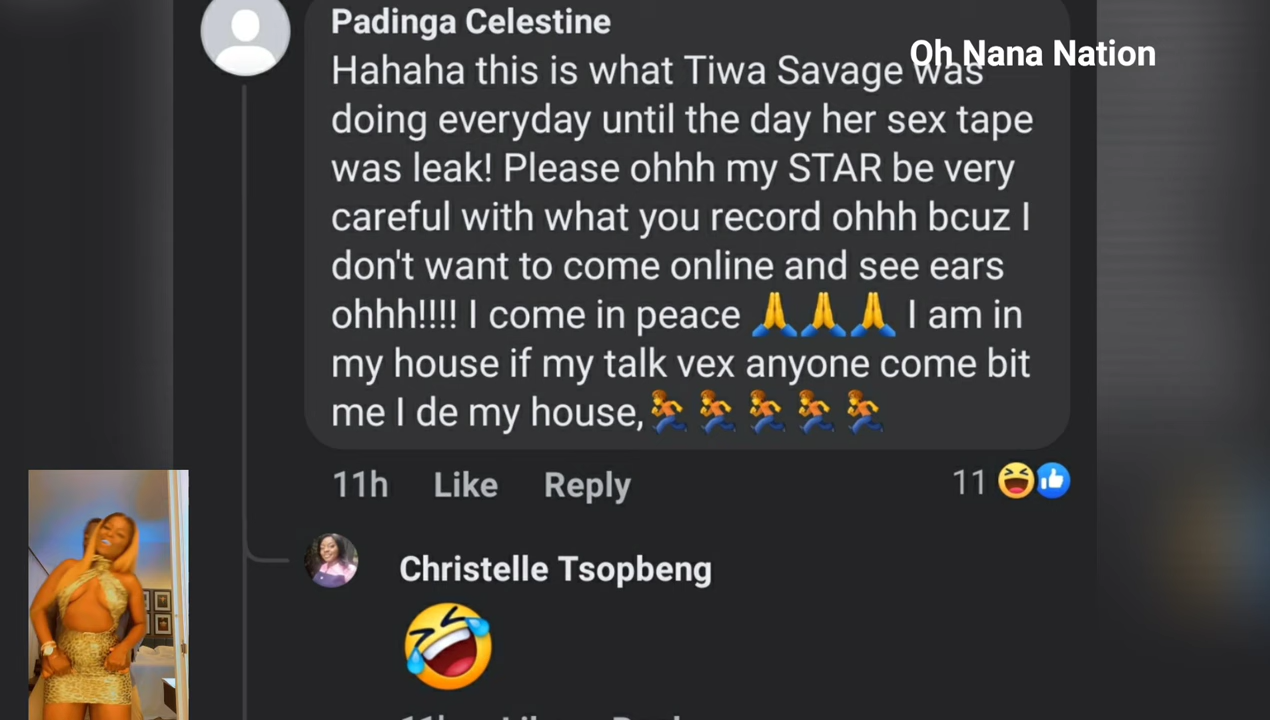 Padinga Celestine
Oh Nana Nation
Hahaha this is what Tiwa Savage was
doing everyday until the day her sex tape
was leak! Please ohhh my STAR be very
careful with what you record ohhh bcuz I
don't want to come online and see ears
ohhh!!!! I come in peace 🙏🙏🙏 I am in
my house if my talk vex anyone come bit
me I de my house,🏃🏃🏃🏃🏃
11h Like Reply 11
Christelle Tsopbeng
🤣